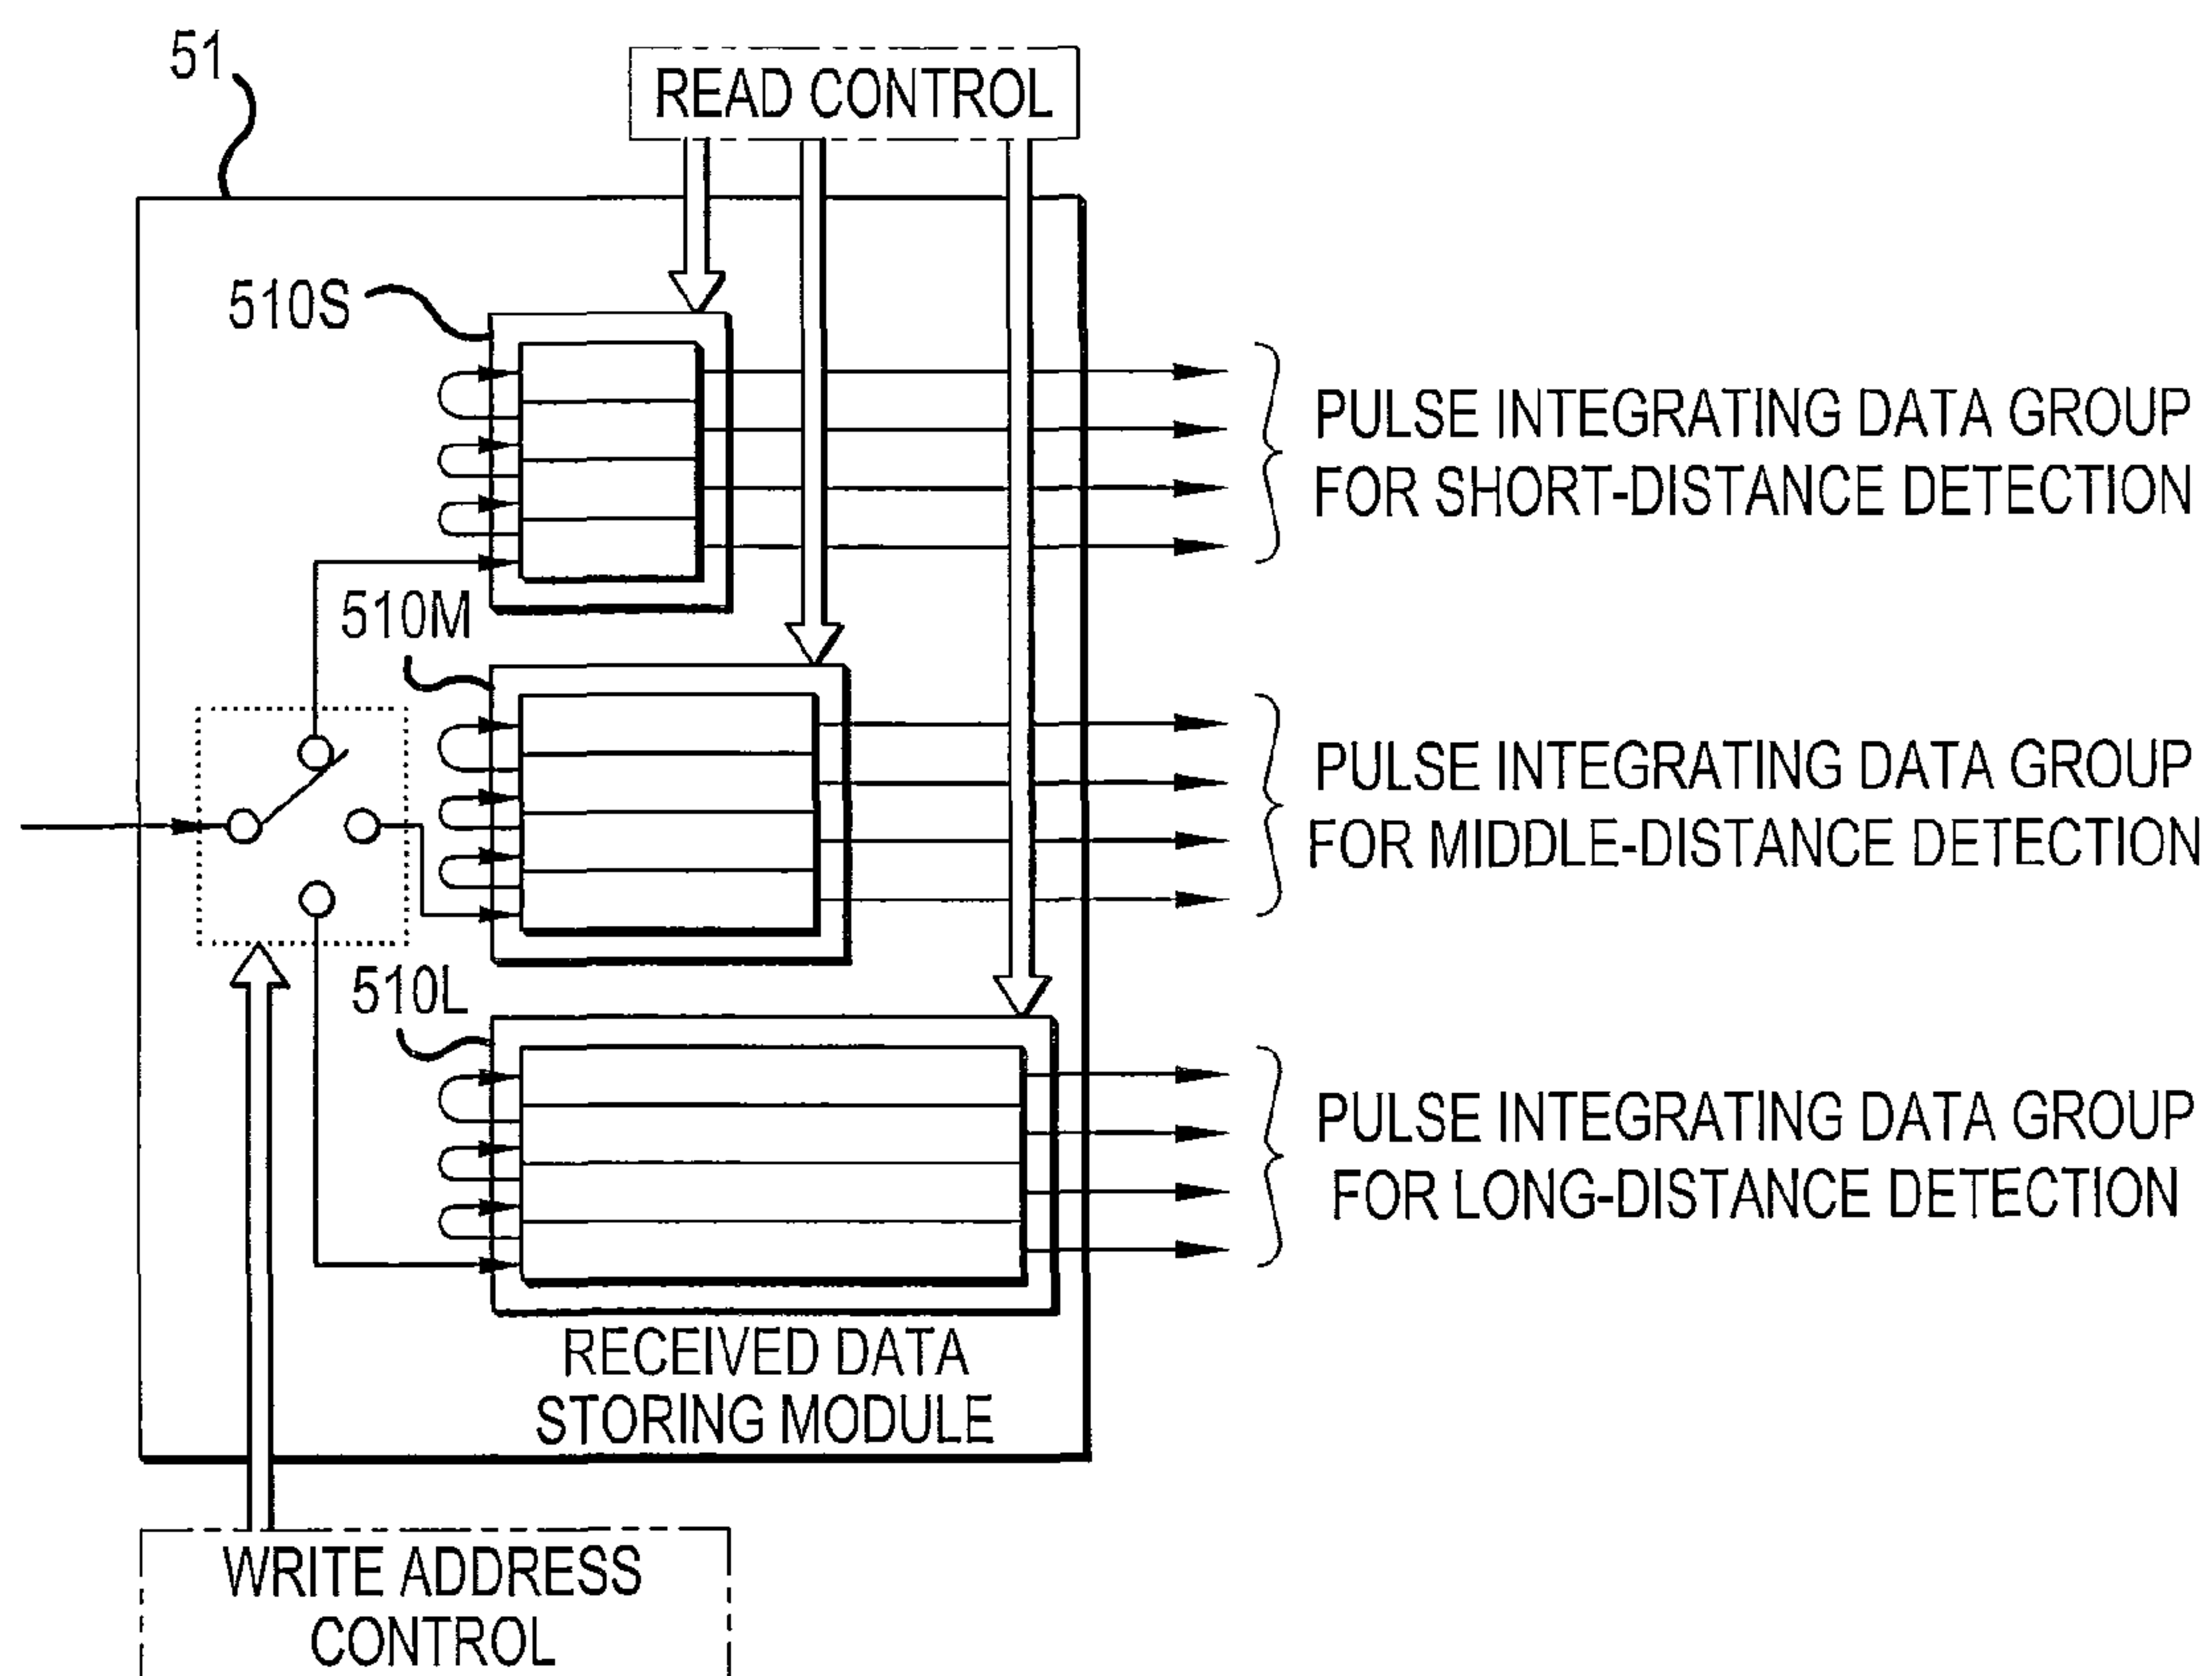 51
READ CONTROL
510S
PULSE INTEGRATING DATA GROUP
FOR SHORT-DISTANCE DETECTION
510M
PULSE INTEGRATING DATA GROUP
FOR MIDDLE-DISTANCE DETECTION
510L
PULSE INTEGRATING DATA GROUP
FOR LONG-DISTANCE DETECTION
RECEIVED DATA
STORING MODULE
WRITE ADDRESS
CONTROL